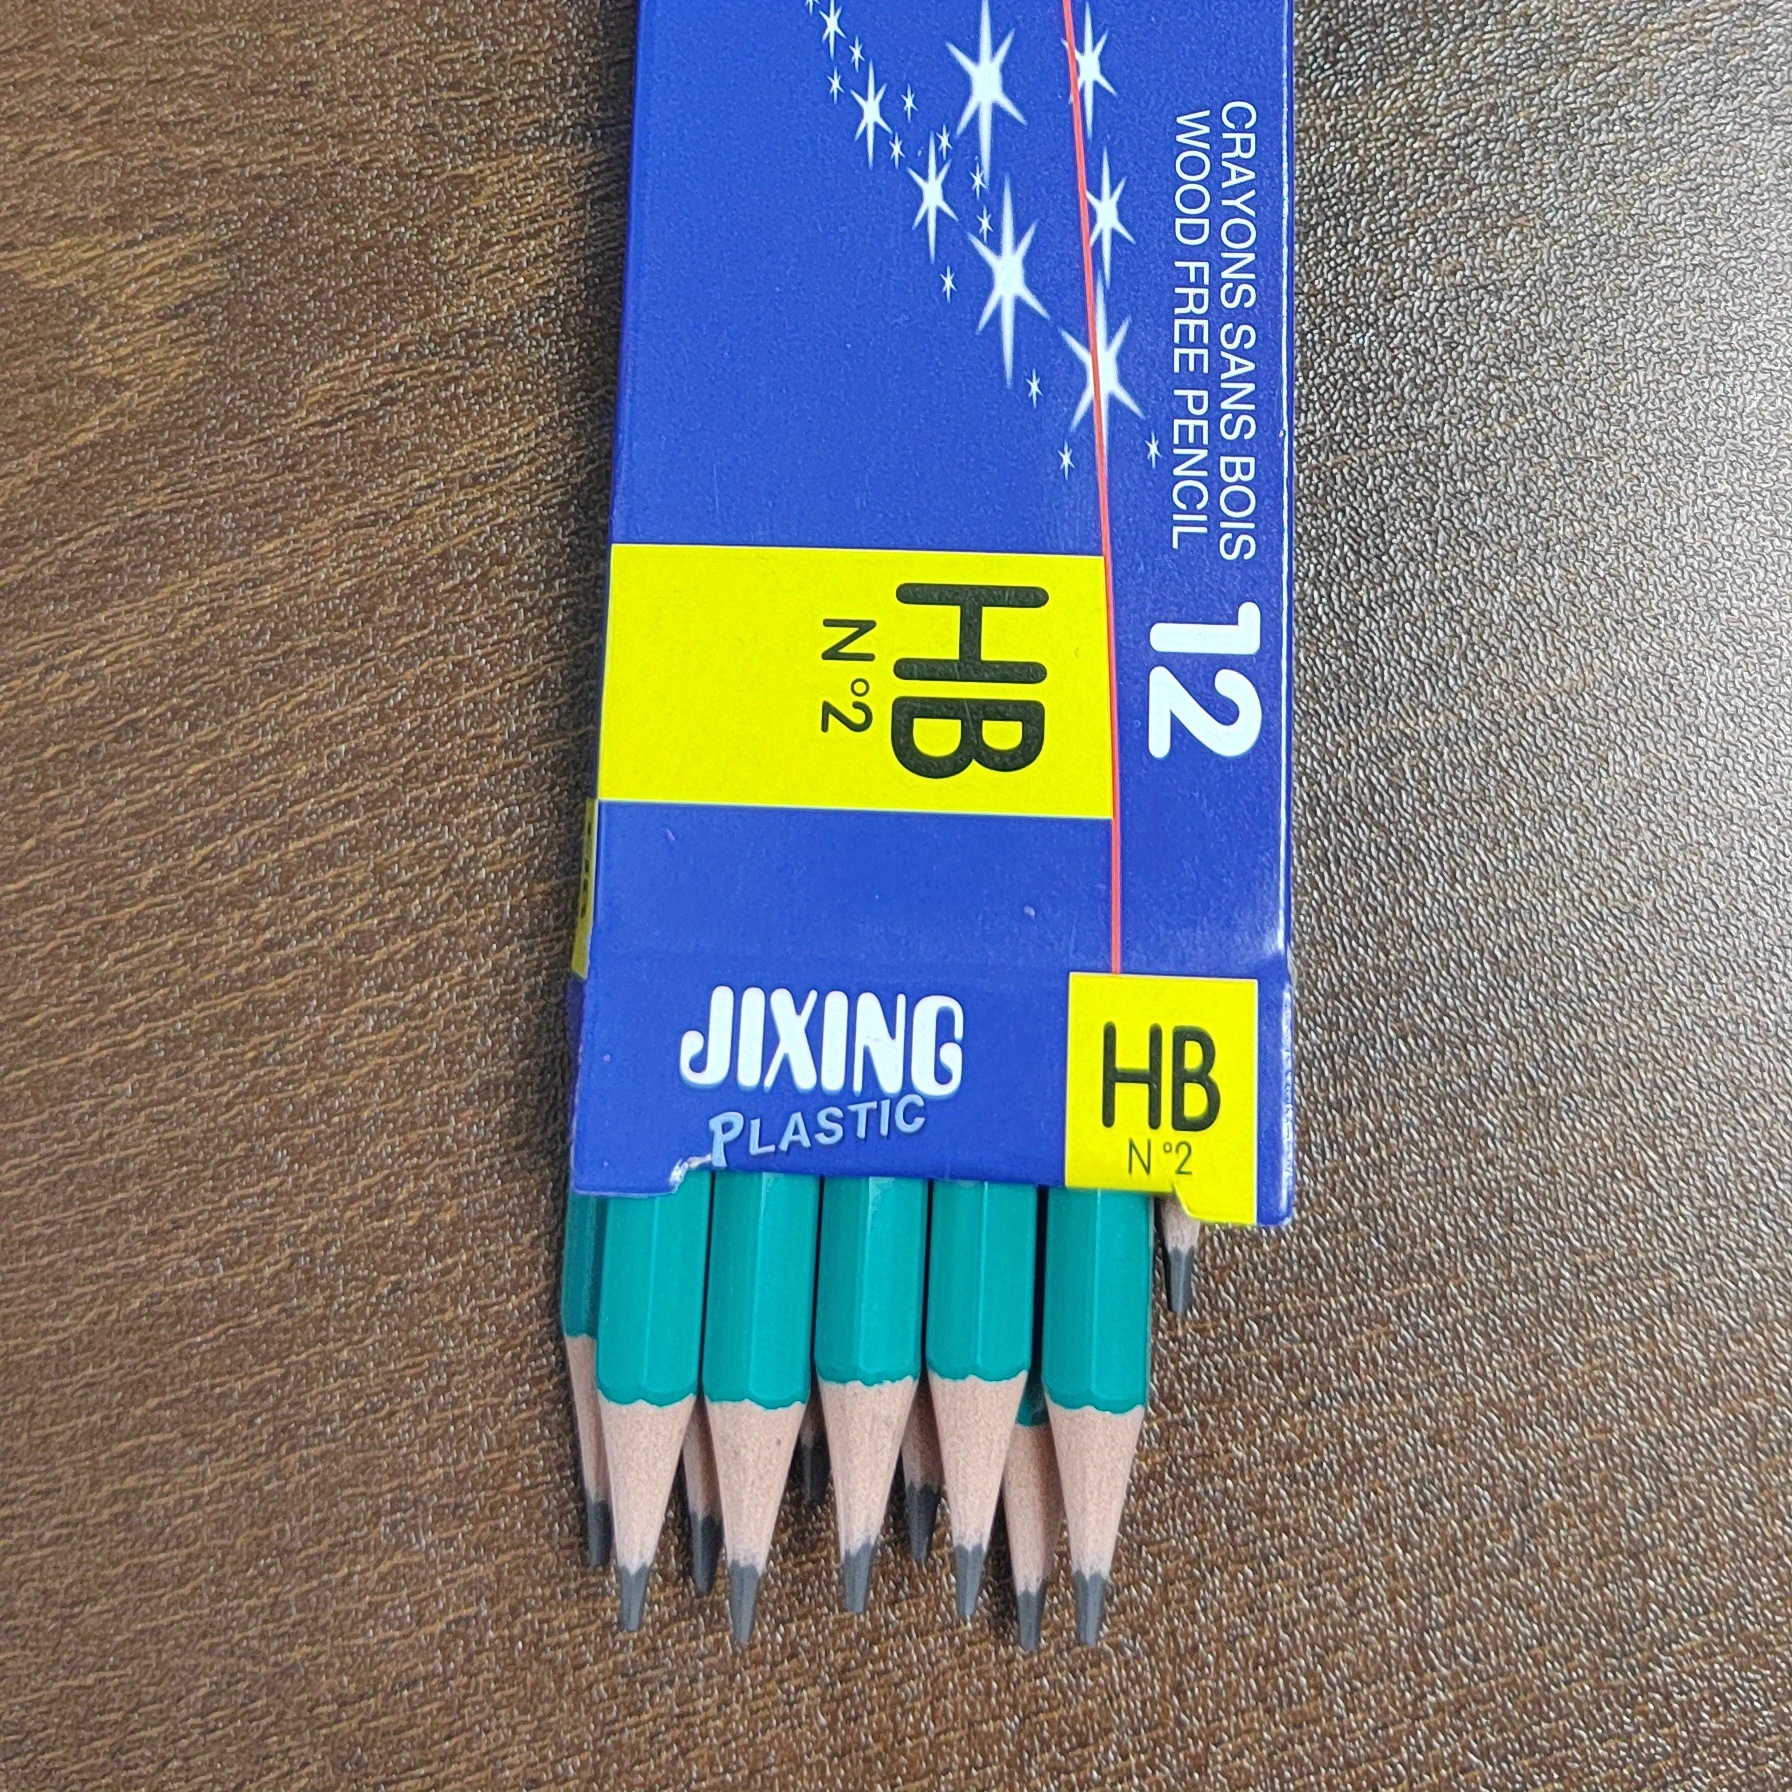 CRAYONS SANS BOIS
WOOD FREE PENCIL
12
HB
N°2
JIXING
PLASTIC
HB
N°2